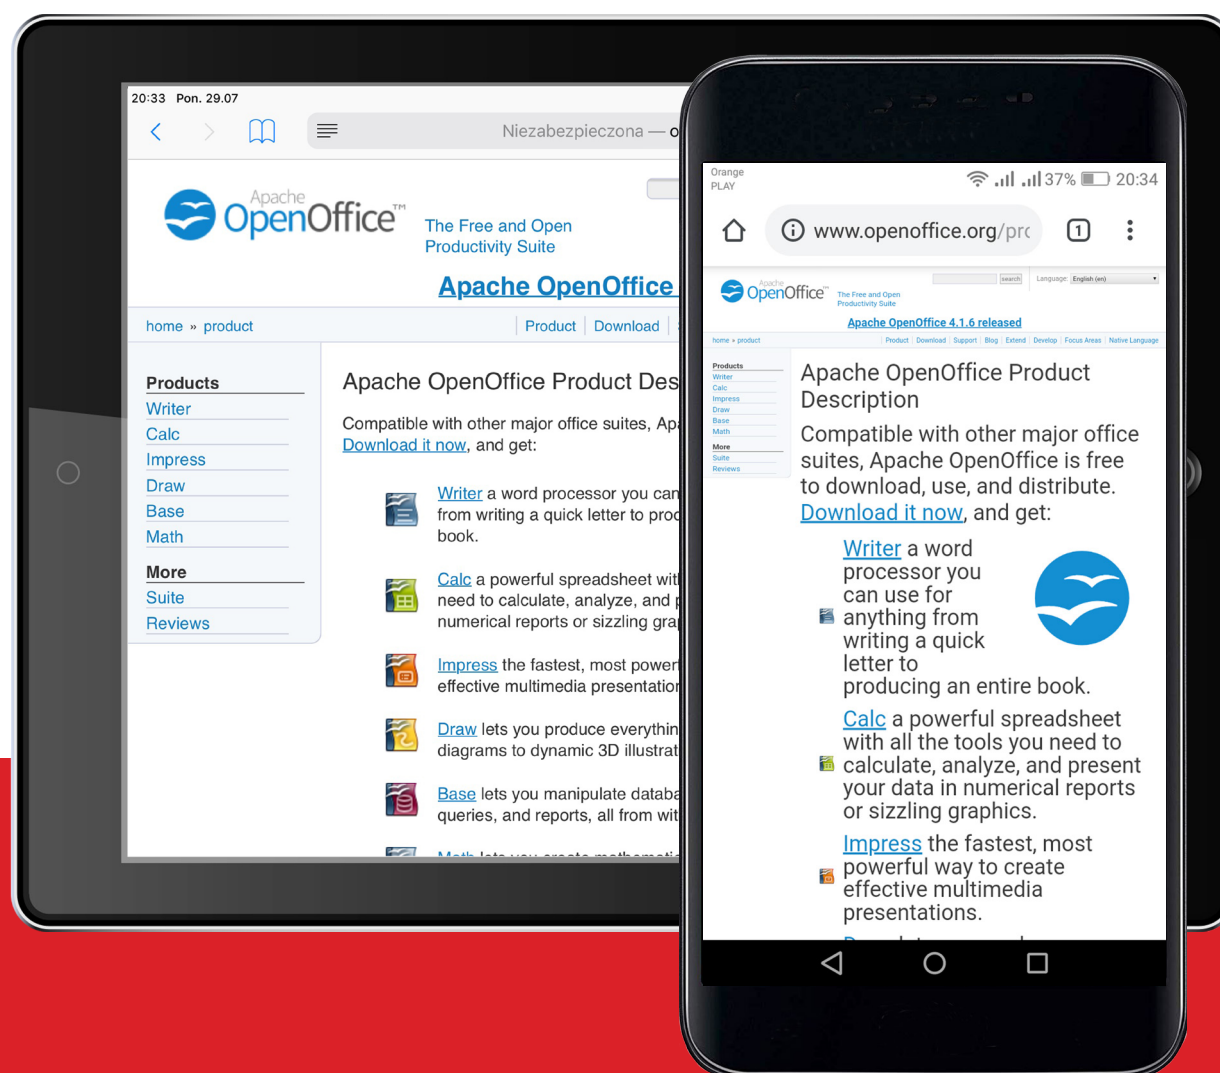 20:33 Pon. 29.07
Niezabezpieczona — o
Apache
OpenOffice™
The Free and Open
Productivity Suite
Apache OpenOffice
home » product
Product Download
Products
Writer
Calc
Impress
Draw
Base
Math
More
Suite
Reviews
Apache OpenOffice Product Des
Compatible with other major office suites, Ap
Download it now, and get:
Writer a word processor you can
from writing a quick letter to proc
book.
Calc a powerful spreadsheet wit
need to calculate, analyze, and p
numerical reports or sizzling gra
Impress the fastest, most powerf
effective multimedia presentation
Draw lets you produce everythin
diagrams to dynamic 3D illustrat
Base lets you manipulate databa
queries, and reports, all from wit
Math lets you create mathematic
Orange
PLAY
37% 20:34
www.openoffice.org/prc
1
Apache
OpenOffice™
The Free and Open
Productivity Suite
search
Language: English (en)
Apache OpenOffice 4.1.6 released
home » product
Product Download Support Blog Extend Develop Focus Areas Native Language
Products
Writer
Calc
Impress
Draw
Base
Math
More
Suite
Reviews
Apache OpenOffice Product
Description
Compatible with other major office
suites, Apache OpenOffice is free
to download, use, and distribute.
Download it now, and get:
Writer a word
processor you
can use for
anything from
writing a quick
letter to
producing an entire book.
Calc a powerful spreadsheet
with all the tools you need to
calculate, analyze, and present
your data in numerical reports
or sizzling graphics.
Impress the fastest, most
powerful way to create
effective multimedia
presentations.